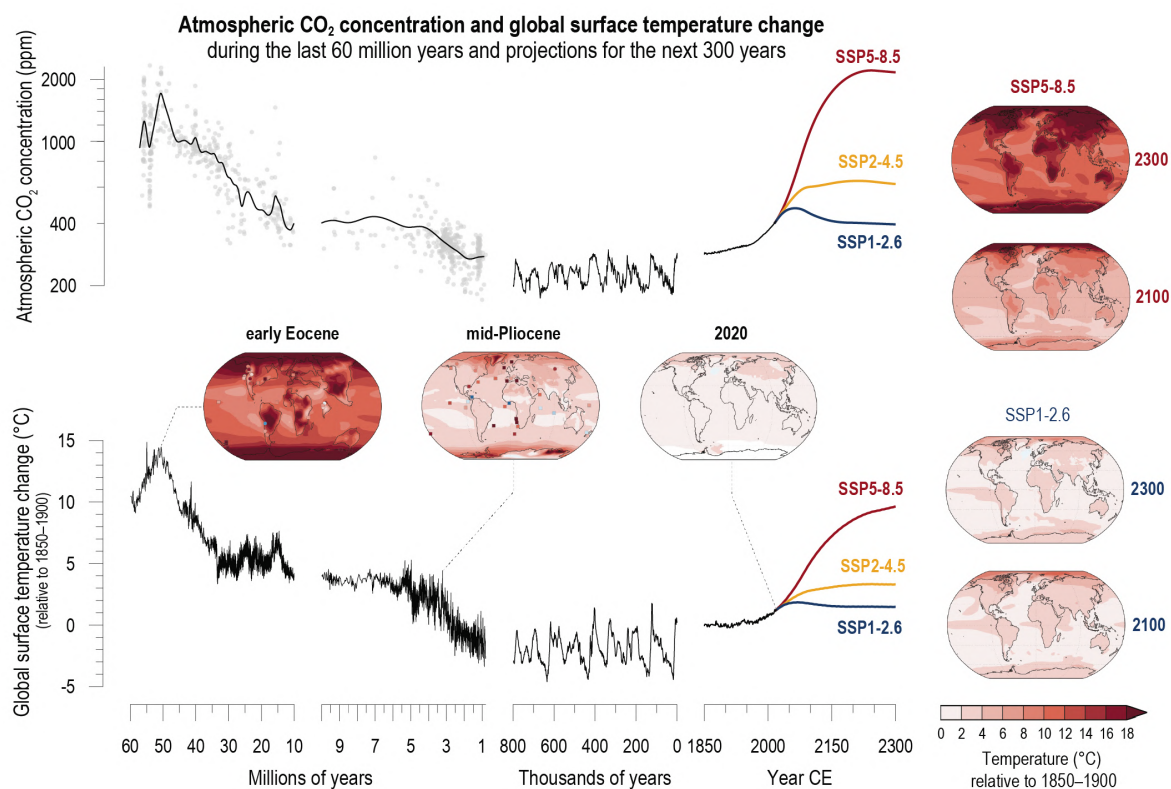 Atmospheric CO₂ concentration and global surface temperature change
during the last 60 million years and projections for the next 300 years
Atmospheric CO₂ concentration (ppm)
2000
1000
400
200
SSP5-8.5
SSP2-4.5
SSP1-2.6
SSP5-8.5
2300
2100
early Eocene
mid-Pliocene
2020
Global surface temperature change (°C)
(relative to 1850–1900)
15
10
5
0
-5
SSP5-8.5
SSP2-4.5
SSP1-2.6
SSP1-2.6
2300
2100
60 50 40 30 20 10
Millions of years
9 7 5 3 1
800 600 400 200 0
Thousands of years
1850 2000 2150 2300
Year CE
0 2 4 6 8 10 12 14 16 18
Temperature (°C)
relative to 1850–1900